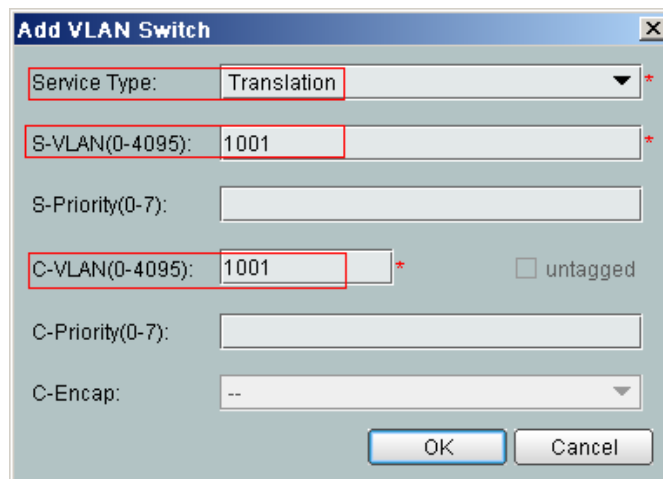 Add VLAN Switch
Service Type: Translation *
S-VLAN(0-4095): 1001 *
S-Priority(0-7):
C-VLAN(0-4095): 1001 * untagged
C-Priority(0-7):
C-Encap: --
OK Cancel